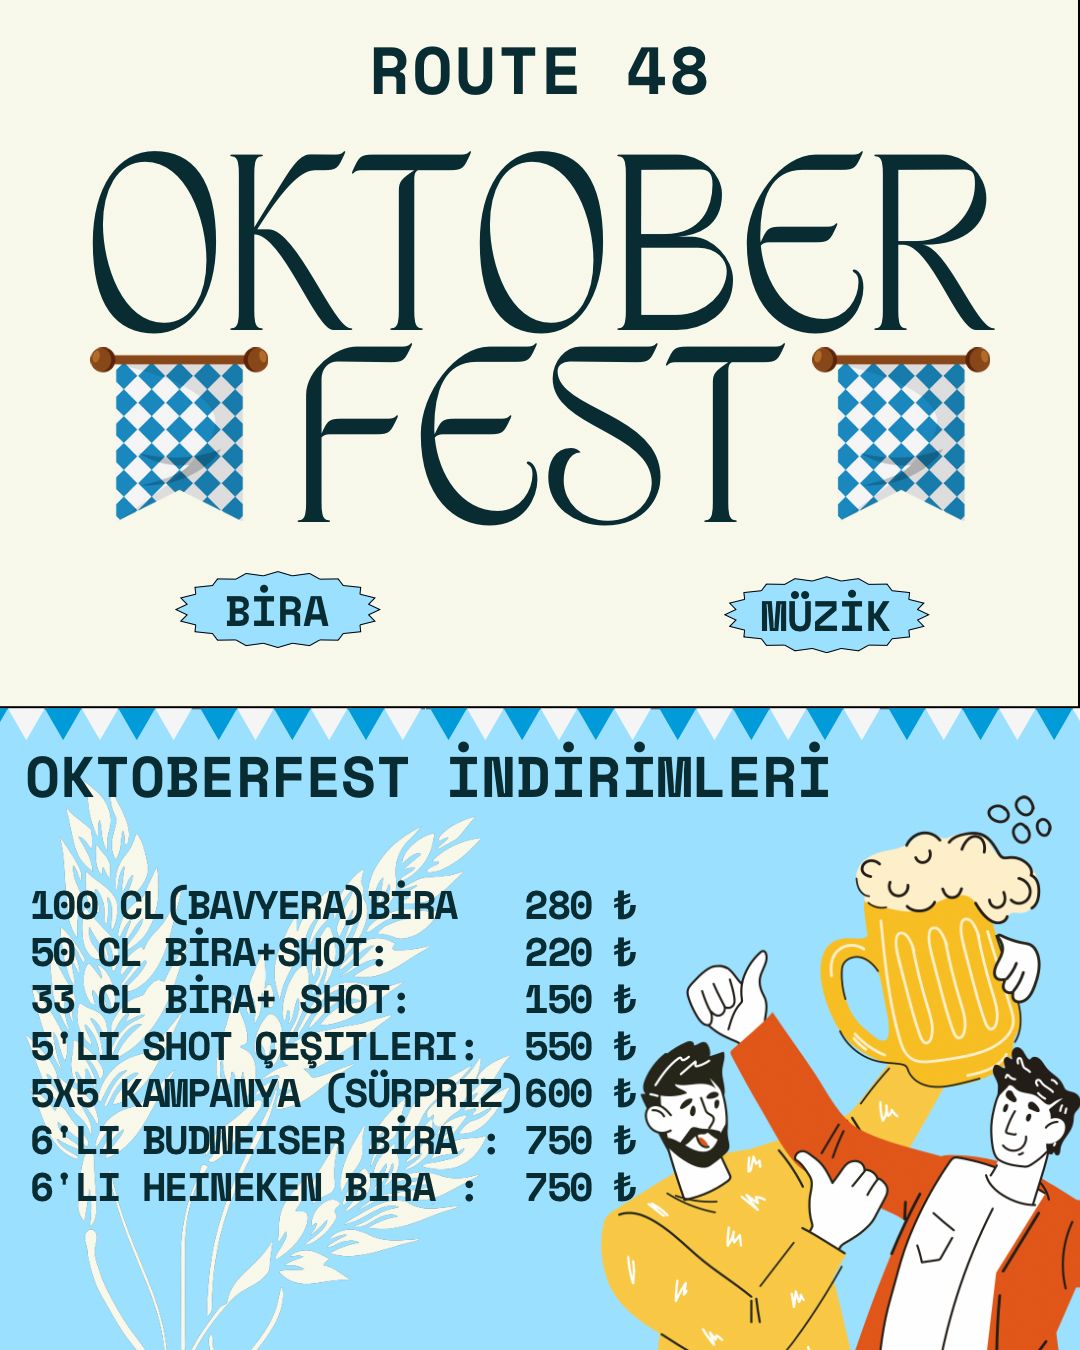 ROUTE 48
OKTOBER
FEST
BİRA
MÜZİK
OKTOBERFEST İNDİRİMLERİ
100 CL(BAVYERA)BİRA 280 ₺
50 CL BİRA+SHOT: 220 ₺
33 CL BİRA+ SHOT: 150 ₺
5'LI SHOT ÇEŞITLERI: 550 ₺
5X5 KAMPANYA (SÜRPRIZ)600 ₺
6'LI BUDWEISER BİRA : 750 ₺
6'LI HEINEKEN BIRA : 750 ₺